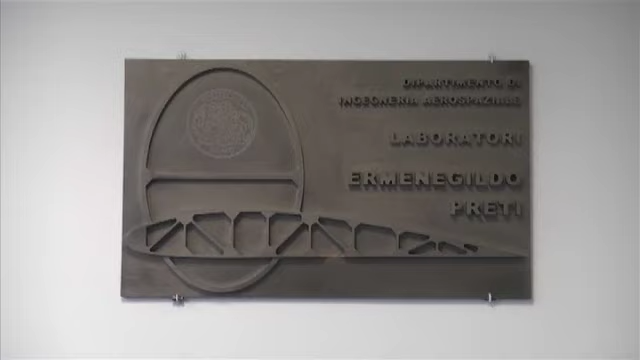 DIPARTIMENTO DI
INGEGNERIA AEROSPAZIALE
LABORATORI
ERMENEGILDO
PRETI